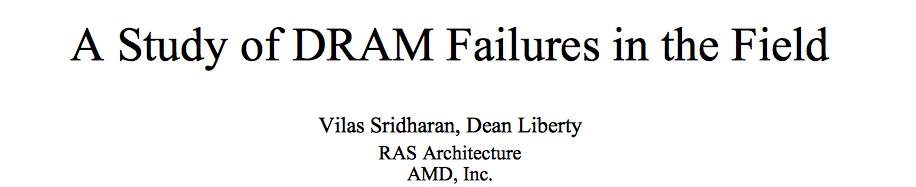 A Study of DRAM Failures in the Field
Vilas Sridharan, Dean Liberty
RAS Architecture
AMD, Inc.